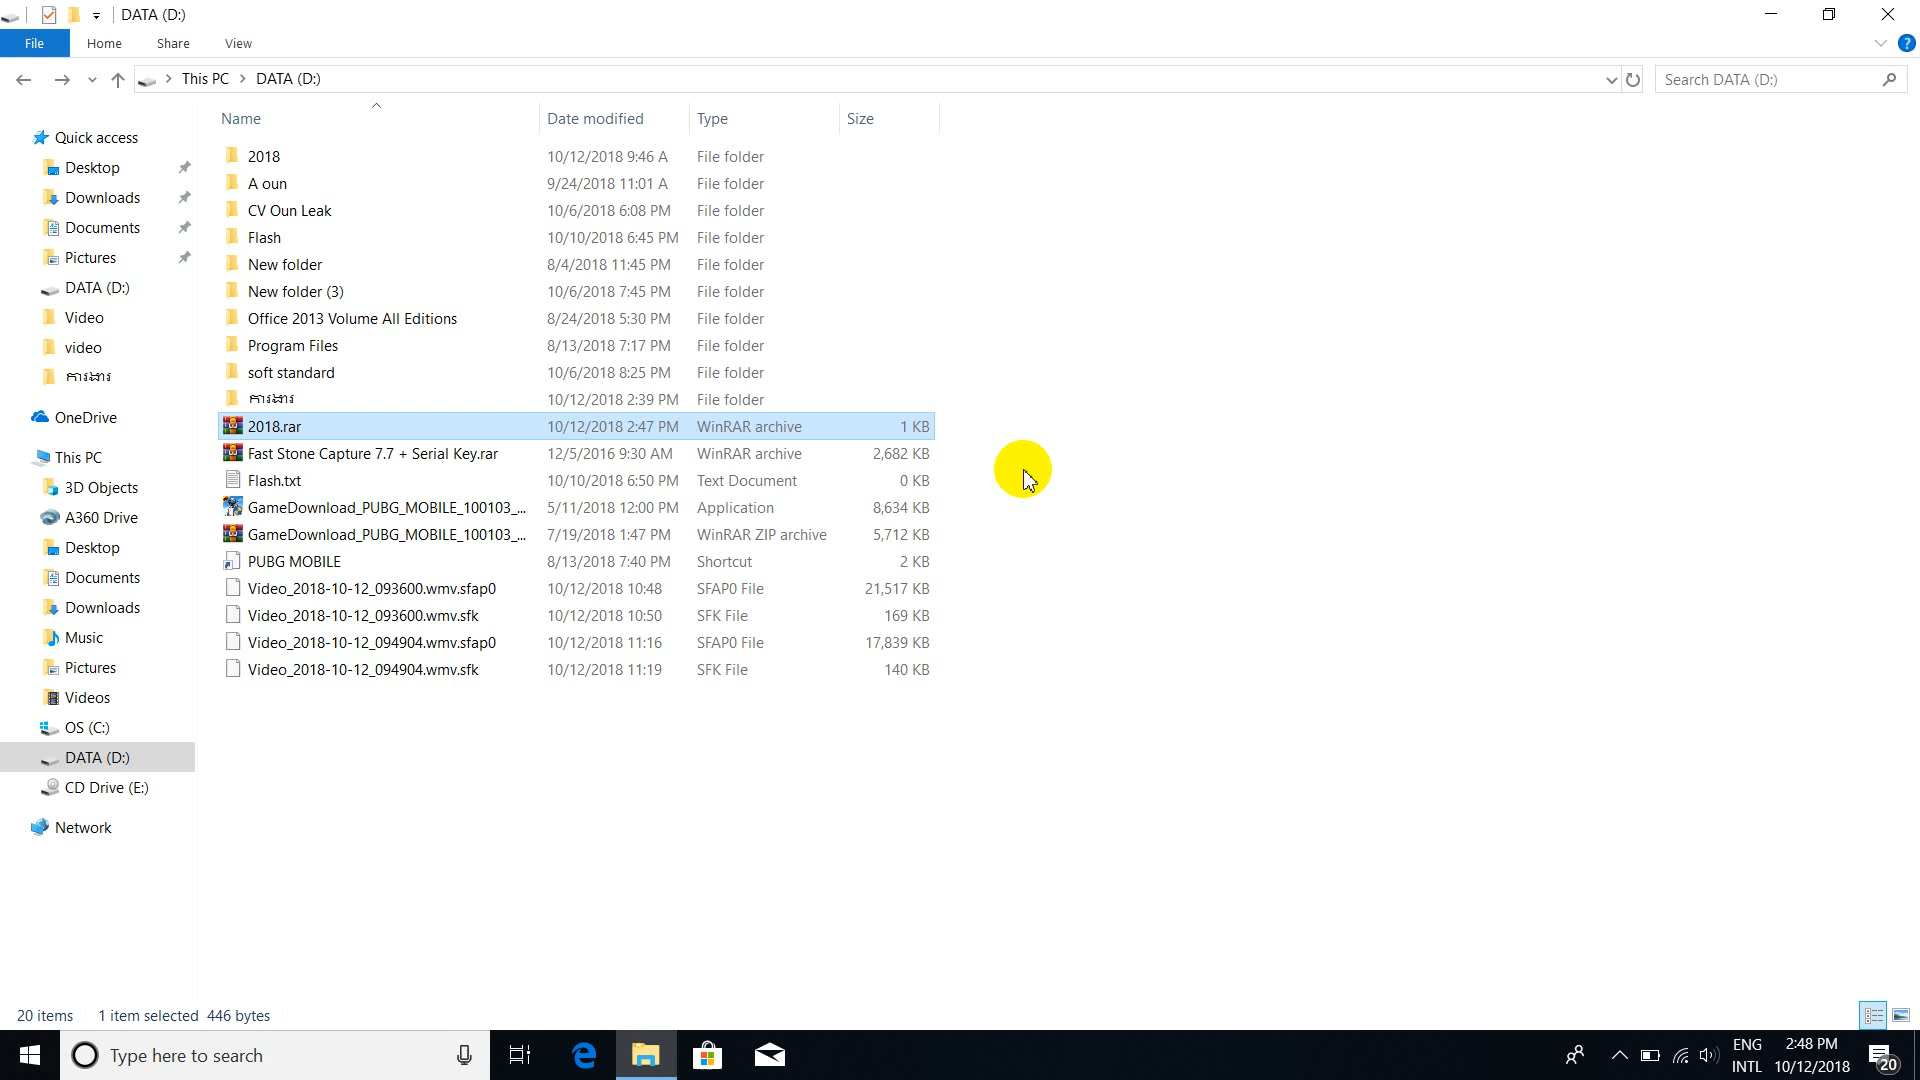 DATA (D:)
File Home Share View
This PC DATA (D:)
Search DATA (D:)
Name Date modified Type Size
Quick access
Desktop
Downloads
Documents
Pictures
DATA (D:)
Video
video
ការងារ
OneDrive
This PC
3D Objects
A360 Drive
Desktop
Documents
Downloads
Music
Pictures
Videos
OS (C:)
DATA (D:)
CD Drive (E:)
Network
2018 10/12/2018 9:46 A File folder
A oun 9/24/2018 11:01 A File folder
CV Oun Leak 10/6/2018 6:08 PM File folder
Flash 10/10/2018 6:45 PM File folder
New folder 8/4/2018 11:45 PM File folder
New folder (3) 10/6/2018 7:45 PM File folder
Office 2013 Volume All Editions 8/24/2018 5:30 PM File folder
Program Files 8/13/2018 7:17 PM File folder
soft standard 10/6/2018 8:25 PM File folder
ការងារ 10/12/2018 2:39 PM File folder
2018.rar 10/12/2018 2:47 PM WinRAR archive 1 KB
Fast Stone Capture 7.7 + Serial Key.rar 12/5/2016 9:30 AM WinRAR archive 2,682 KB
Flash.txt 10/10/2018 6:50 PM Text Document 0 KB
GameDownload_PUBG_MOBILE_100103_... 5/11/2018 12:00 PM Application 8,634 KB
GameDownload_PUBG_MOBILE_100103_... 7/19/2018 1:47 PM WinRAR ZIP archive 5,712 KB
PUBG MOBILE 8/13/2018 7:40 PM Shortcut 2 KB
Video_2018-10-12_093600.wmv.sfap0 10/12/2018 10:48 SFAP0 File 21,517 KB
Video_2018-10-12_093600.wmv.sfk 10/12/2018 10:50 SFK File 169 KB
Video_2018-10-12_094904.wmv.sfap0 10/12/2018 11:16 SFAP0 File 17,839 KB
Video_2018-10-12_094904.wmv.sfk 10/12/2018 11:19 SFK File 140 KB
20 items 1 item selected 446 bytes
Type here to search
ENG 2:48 PM
INTL 10/12/2018
20